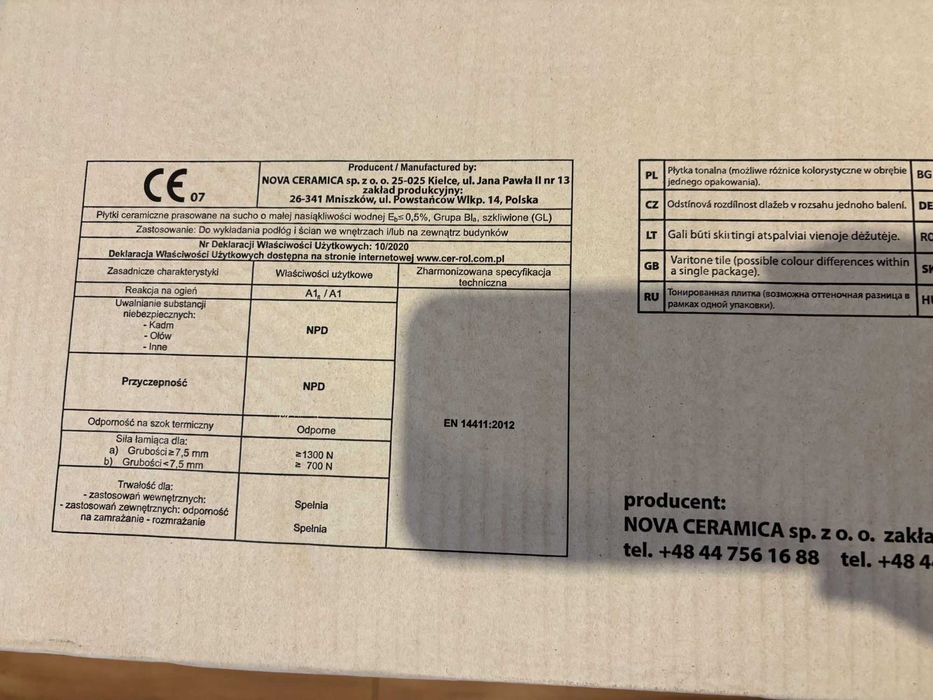 CE 07
Producent / Manufactured by:
NOVA CERAMICA sp. z o. o. 25-025 Kielce, ul. Jana Pawła II nr 13
zakład produkcyjny:
26-341 Mniszków, ul. Powstańców Wlkp. 14, Polska
Płytki ceramiczne prasowane na sucho o małej nasiąkliwości wodnej Eb≤0,5%, Grupa BIa, szkliwione (GL)
Zastosowanie: Do wykładania podłóg i ścian we wnętrzach i/lub na zewnątrz budynków
Nr Deklaracji Właściwości Użytkowych: 10/2020
Deklaracja Właściwości Użytkowych dostępna na stronie internetowej www.cer-rol.com.pl
Zasadnicze charakterystyki
Właściwości użytkowe
Zharmonizowana specyfikacja
techniczna
Reakcja na ogień
A1fl / A1
Uwalnianie substancji
niebezpiecznych:
- Kadm
- Ołów
- Inne
NPD
Przyczepność
NPD
Odporność na szok termiczny
Odporne
Siła łamiąca dla:
a) Grubości≥7,5 mm
b) Grubości<7,5 mm
≥1300 N
≥ 700 N
Trwałość dla:
- zastosowań wewnętrznych:
- zastosowań zewnętrznych: odporność
na zamrażanie - rozmrażanie
Spełnia
Spełnia
EN 14411:2012
PL Płytka tonalna (możliwe różnice kolorystyczne w obrębie
jednego opakowania).
BG
CZ Odstínová rozdílnost dlažeb v rozsahu jednoho balení.
DE
LT Gali būti skirtingi atspalviai vienoje dėžutėje.
RO
GB Varitone tile (possible colour differences within
a single package).
SK
RU Тонированная плитка (возможна оттеночная разница в
рамках одной упаковки).
HU
producent:
NOVA CERAMICA sp. z o. o. zakła
tel. +48 44 756 16 88 tel. +48 4